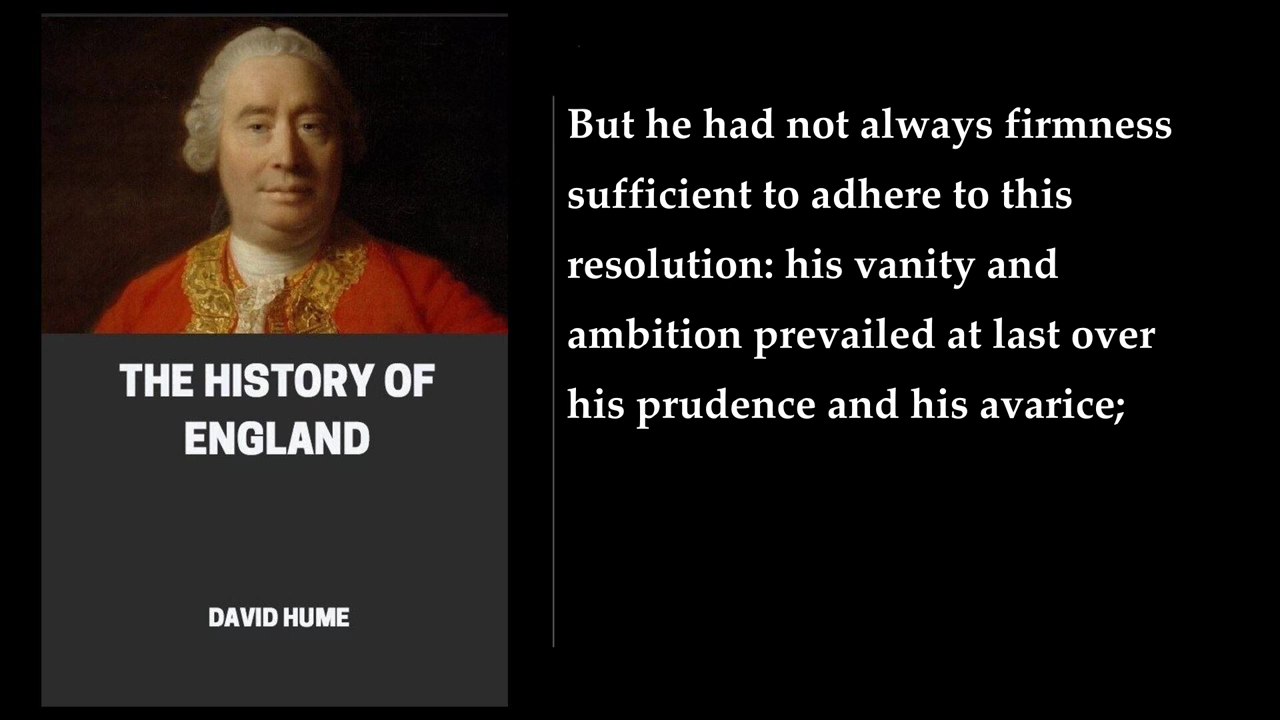 THE HISTORY OF
ENGLAND
DAVID HUME
But he had not always firmness
sufficient to adhere to this
resolution: his vanity and
ambition prevailed at last over
his prudence and his avarice;